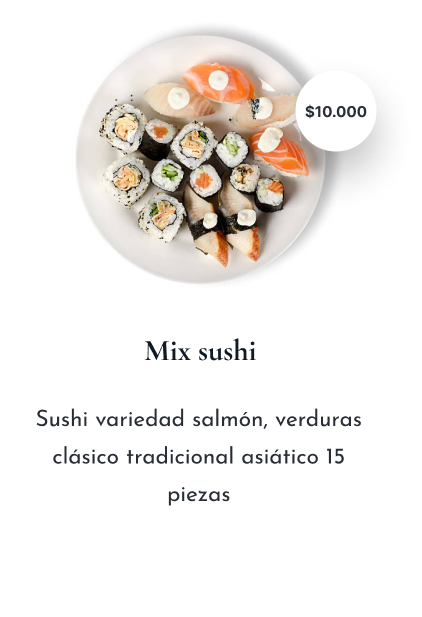 $10.000
Mix sushi
Sushi variedad salmón, verduras
clásico tradicional asiático 15
piezas